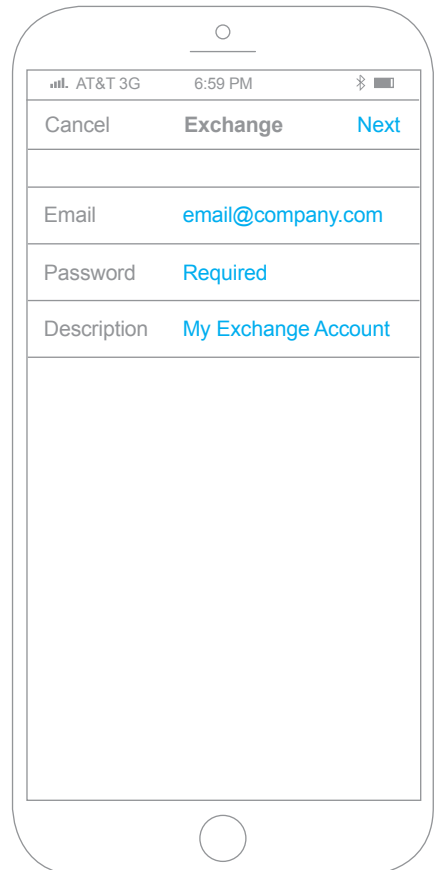 AT&T 3G 6:59 PM
Cancel Exchange Next
Email email@company.com
Password Required
Description My Exchange Account